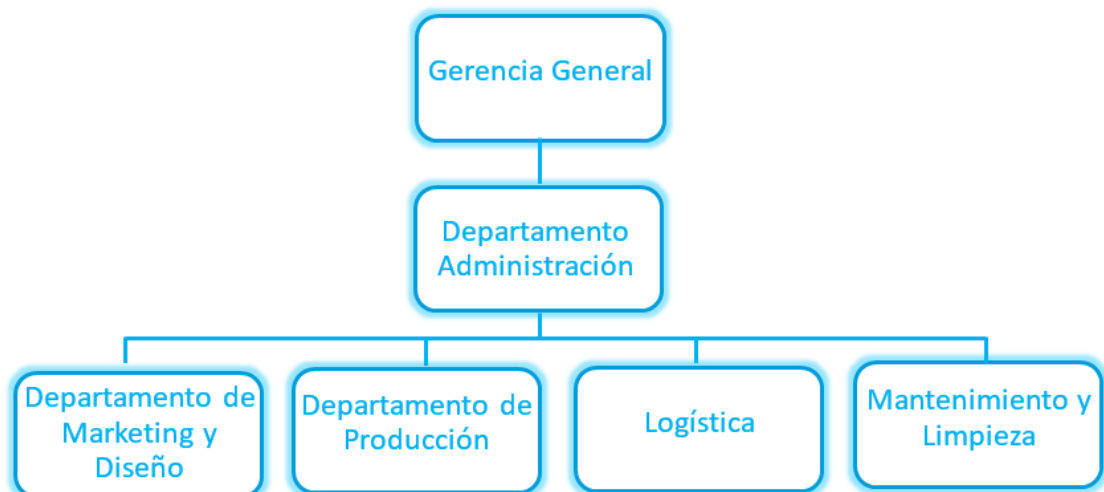 Gerencia General
Departamento
Administración
Departamento de
Marketing y
Diseño
Departamento de
Producción
Logística
Mantenimiento y
Limpieza